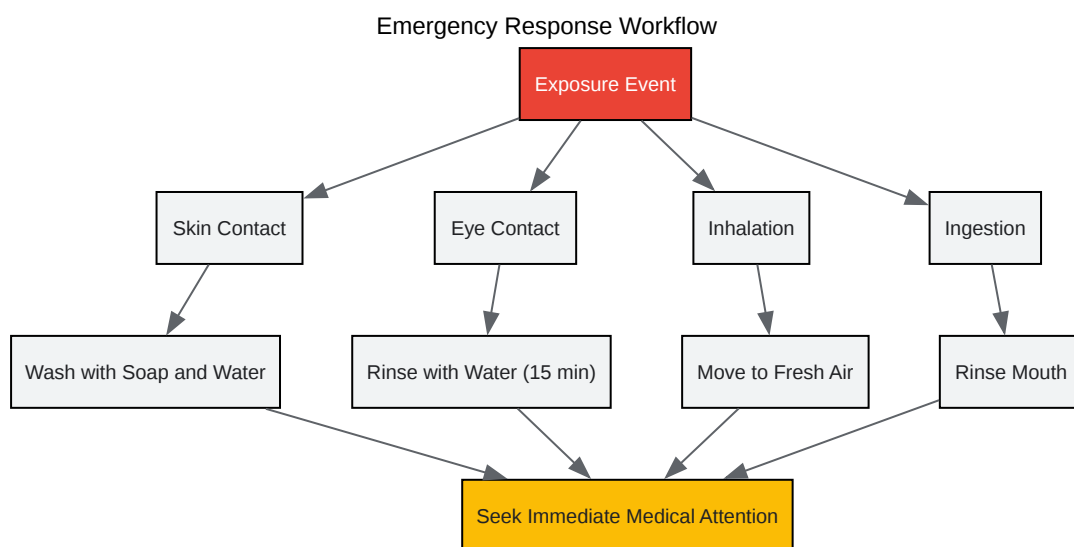 Emergency Response Workflow
Exposure Event
Skin Contact
Eye Contact
Inhalation
Ingestion
Wash with Soap and Water
Rinse with Water (15 min)
Move to Fresh Air
Rinse Mouth
Seek Immediate Medical Attention